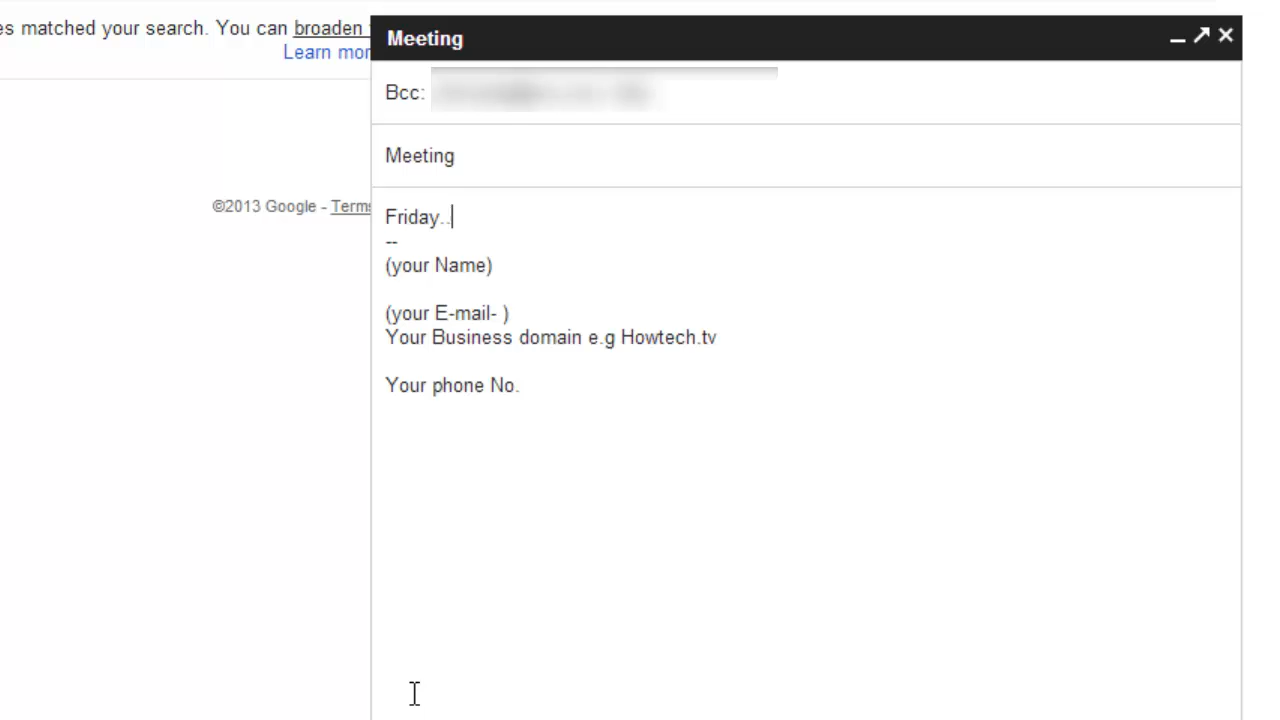 es matched your search. You can broaden
Learn mor
Meeting
Bcc:
Meeting
Friday..
--
(your Name)
(your E-mail- )
Your Business domain e.g Howtech.tv
Your phone No.
©2013 Google - Terms